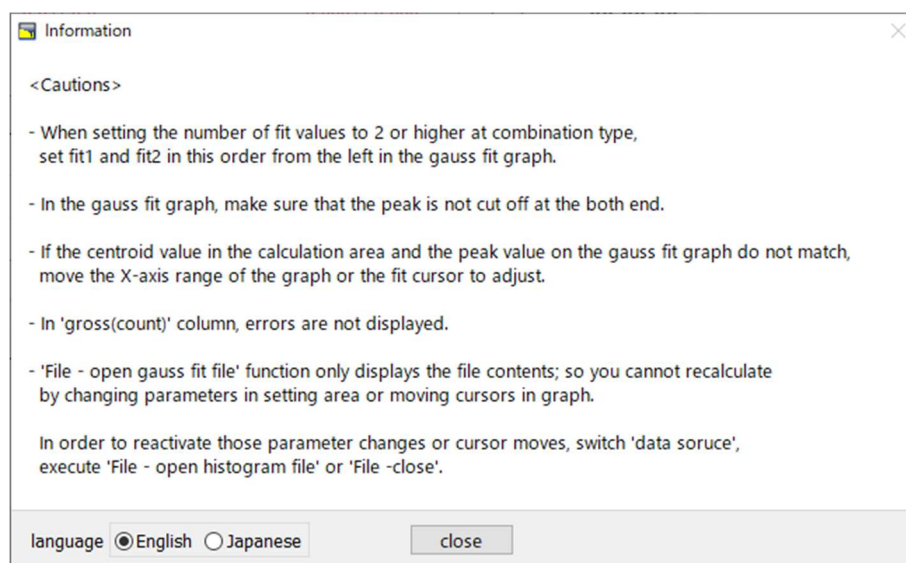 Information
<Cautions>
- When setting the number of fit values to 2 or higher at combination type,
set fit1 and fit2 in this order from the left in the gauss fit graph.
- In the gauss fit graph, make sure that the peak is not cut off at the both end.
- If the centroid value in the calculation area and the peak value on the gauss fit graph do not match,
move the X-axis range of the graph or the fit cursor to adjust.
- In 'gross(count)' column, errors are not displayed.
- 'File - open gauss fit file' function only displays the file contents; so you cannot recalculate
by changing parameters in setting area or moving cursors in graph.
In order to reactivate those parameter changes or cursor moves, switch 'data soruce',
execute 'File - open histogram file' or 'File -close'.
language English Japanese close